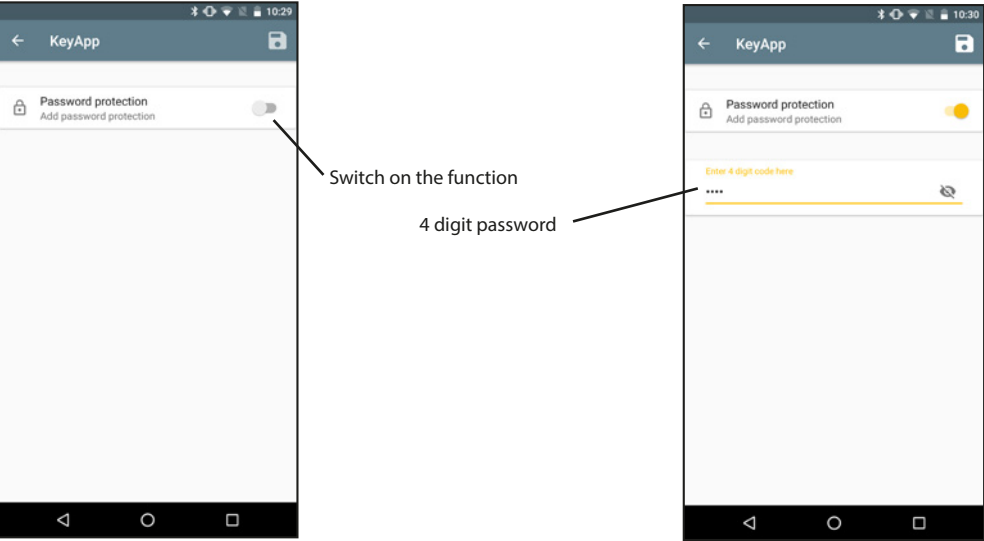 10:29
KeyApp
Password protection
Add password protection
Switch on the function
4 digit password
10:30
KeyApp
Password protection
Add password protection
Enter 4 digit code here
••••